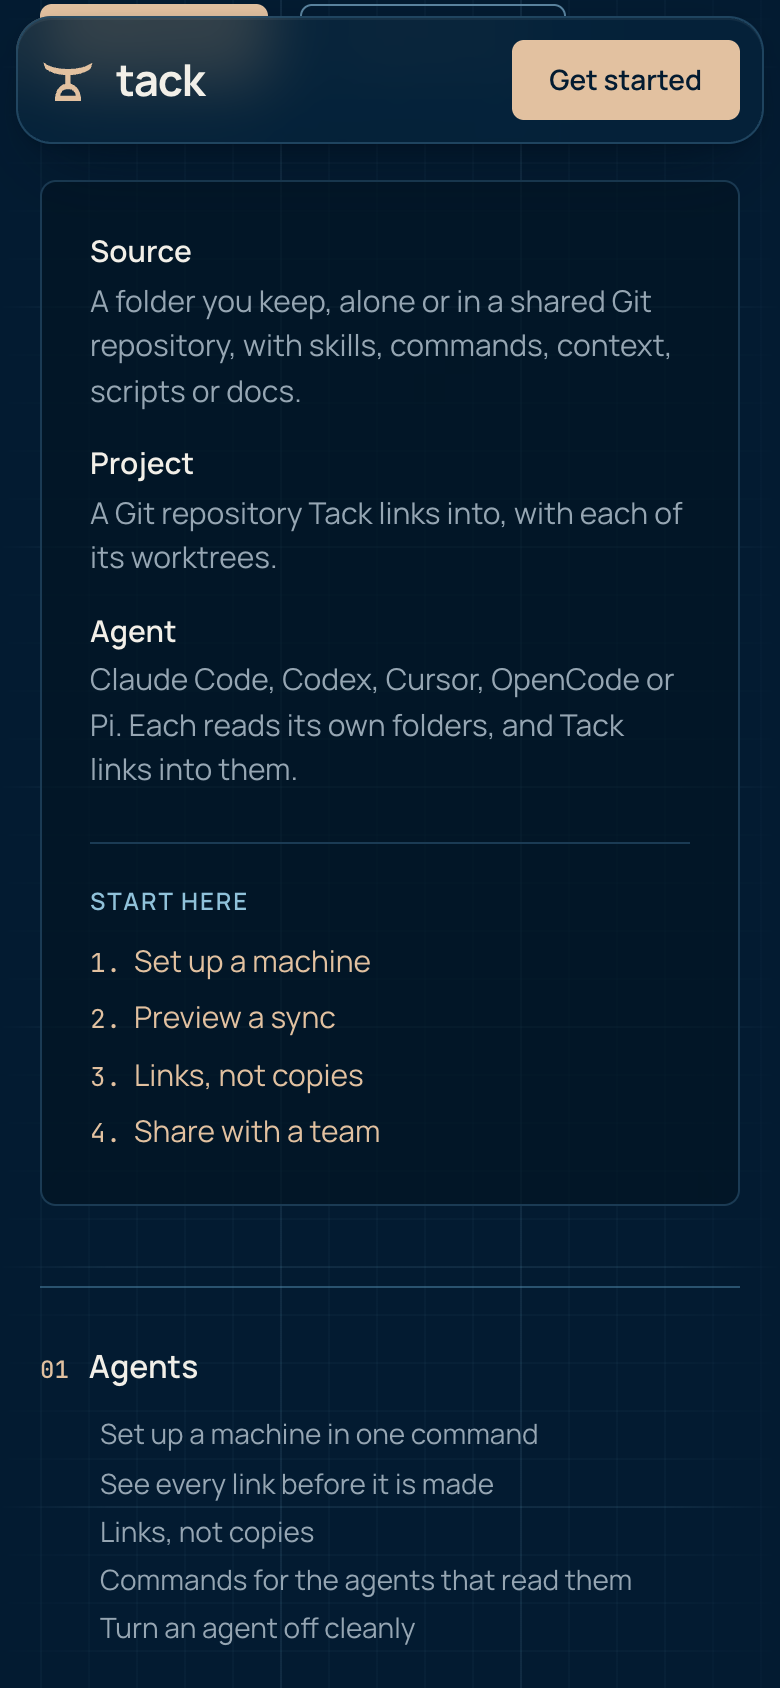 tack
Get started
Source
A folder you keep, alone or in a shared Git
repository, with skills, commands, context,
scripts or docs.
Project
A Git repository Tack links into, with each of
its worktrees.
Agent
Claude Code, Codex, Cursor, OpenCode or
Pi. Each reads its own folders, and Tack
links into them.
START HERE
1. Set up a machine
2. Preview a sync
3. Links, not copies
4. Share with a team
01 Agents
Set up a machine in one command
See every link before it is made
Links, not copies
Commands for the agents that read them
Turn an agent off cleanly